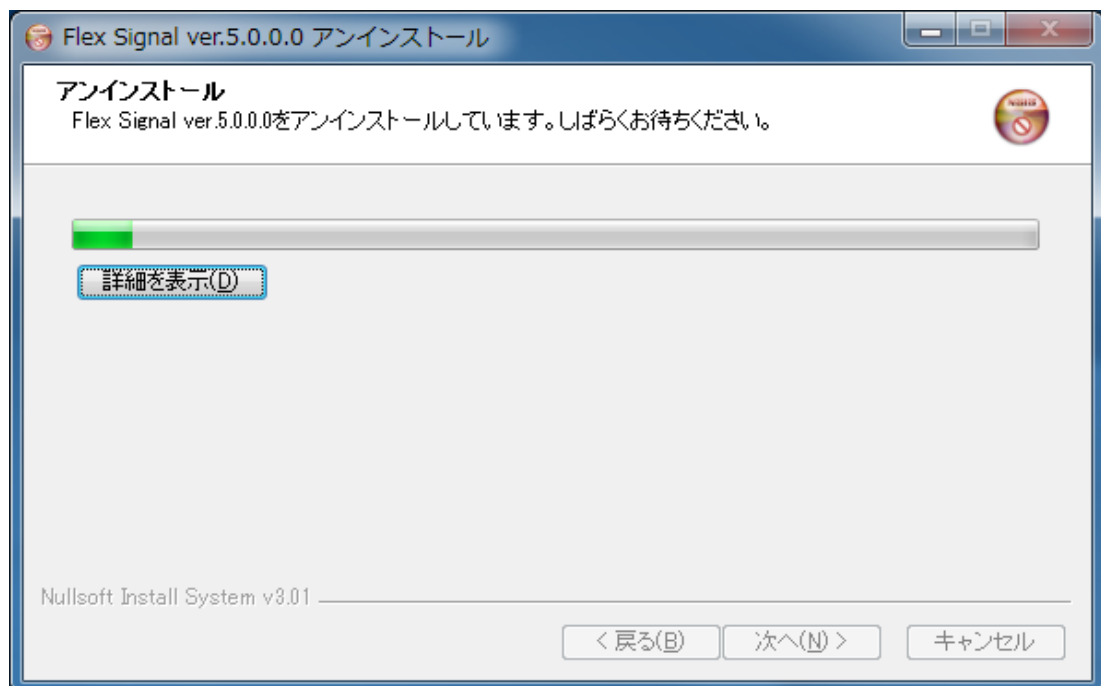 Flex Signal ver.5.0.0.0 アンインストール
アンインストール
Flex Signal ver.5.0.0.0をアンインストールしています。しばらくお待ちください。
詳細を表示(D)
Nullsoft Install System v3.01
< 戻る(B)
次へ(N) >
キャンセル